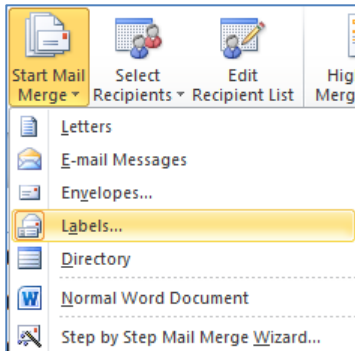 Start Mail Select Edit Hig
Merge Recipients Recipient List Merg
Letters
E-mail Messages
Envelopes...
Labels...
Directory
Normal Word Document
Step by Step Mail Merge Wizard...